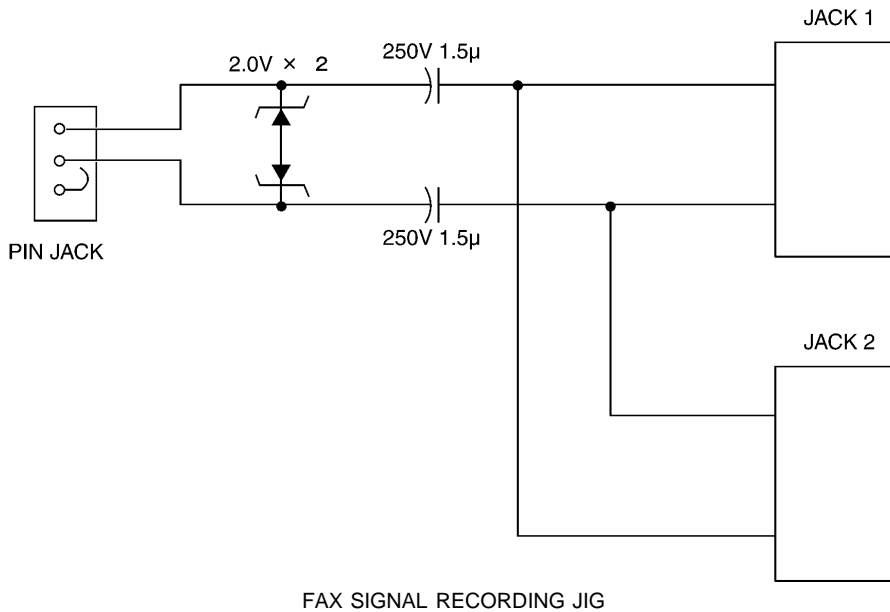 JACK 1
250V 1.5µ
2.0V × 2
250V 1.5µ
PIN JACK
JACK 2
FAX SIGNAL RECORDING JIG